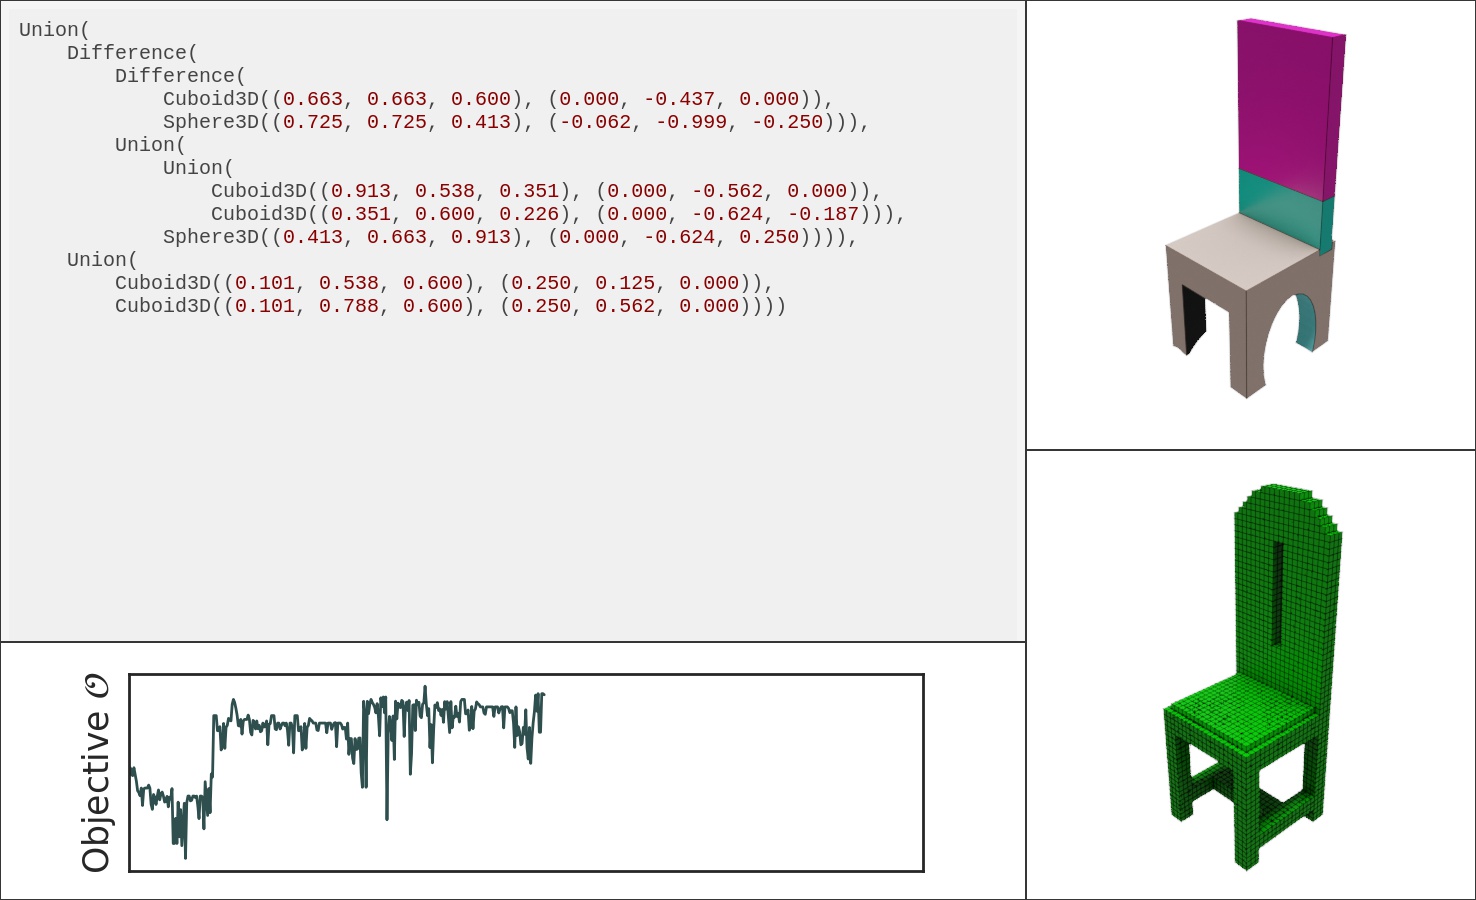 Union(
    Difference(
        Difference(
            Cuboid3D((0.663, 0.663, 0.600), (0.000, -0.437, 0.000)),
            Sphere3D((0.725, 0.725, 0.413), (-0.062, -0.999, -0.250))),
        Union(
            Union(
                Cuboid3D((0.913, 0.538, 0.351), (0.000, -0.562, 0.000)),
                Cuboid3D((0.351, 0.600, 0.226), (0.000, -0.624, -0.187))),
            Sphere3D((0.413, 0.663, 0.913), (0.000, -0.624, 0.250)))),
    Union(
        Cuboid3D((0.101, 0.538, 0.600), (0.250, 0.125, 0.000)),
        Cuboid3D((0.101, 0.788, 0.600), (0.250, 0.562, 0.000))))
Objective 𝒪